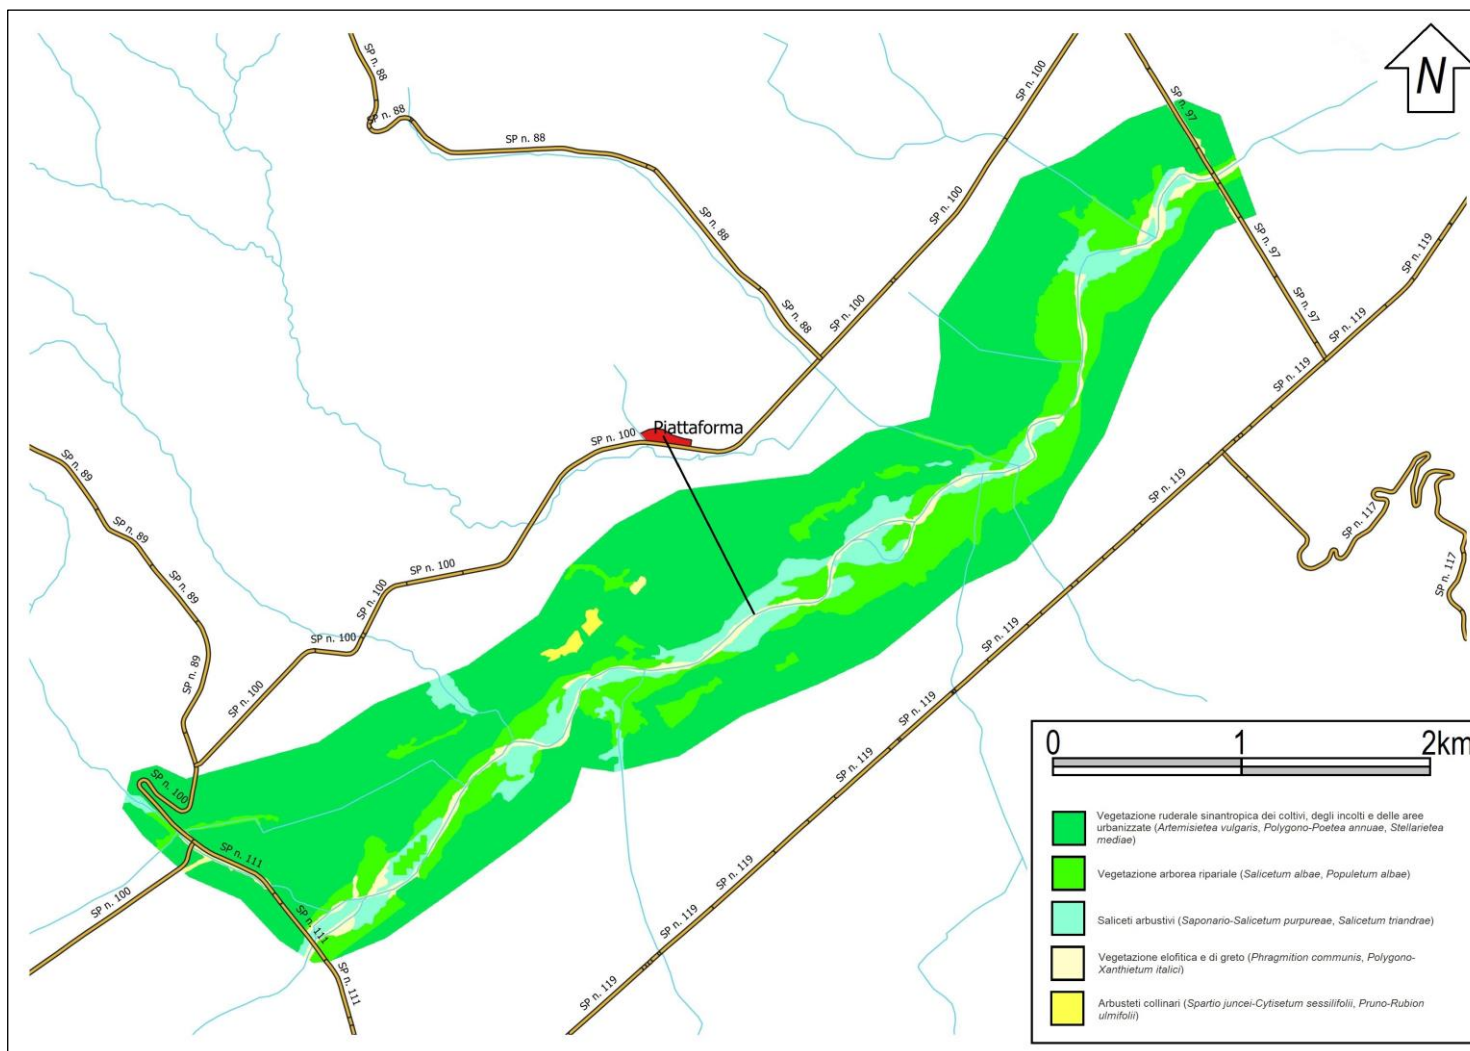 N
SP n. 88
SP n. 88
SP n. 88
SP n. 88
SP n. 88
SP n. 100
SP n. 100
SP n. 100
SP n. 97
SP n. 97
SP n. 97
SP n. 119
SP n. 119
SP n. 119
SP n. 119
SP n. 119
SP n. 119
SP n. 119
SP n. 119
SP n. 119
SP n. 119
SP n. 117
SP n. 117
Piattaforma
SP n. 100
SP n. 100
SP n. 100
SP n. 100
SP n. 100
SP n. 89
SP n. 89
SP n. 89
SP n. 89
SP n. 100
SP n. 100
SP n. 111
SP n. 111
SP n. 111
0 1 2km
Vegetazione ruderale sinantropica dei coltivi, degli incolti e delle aree
urbanizzate (Artemisietea vulgaris, Polygono-Poetea annuae, Stellarietea
mediae)
Vegetazione arborea ripariale (Salicetum albae, Populetum albae)
Saliceti arbustivi (Saponario-Salicetum purpureae, Salicetum triandrae)
Vegetazione elofitica e di greto (Phragmition communis, Polygono-
Xanthietum italici)
Arbusteti collinari (Spartio juncei-Cytisetum sessilifolii, Pruno-Rubion
ulmifolii)